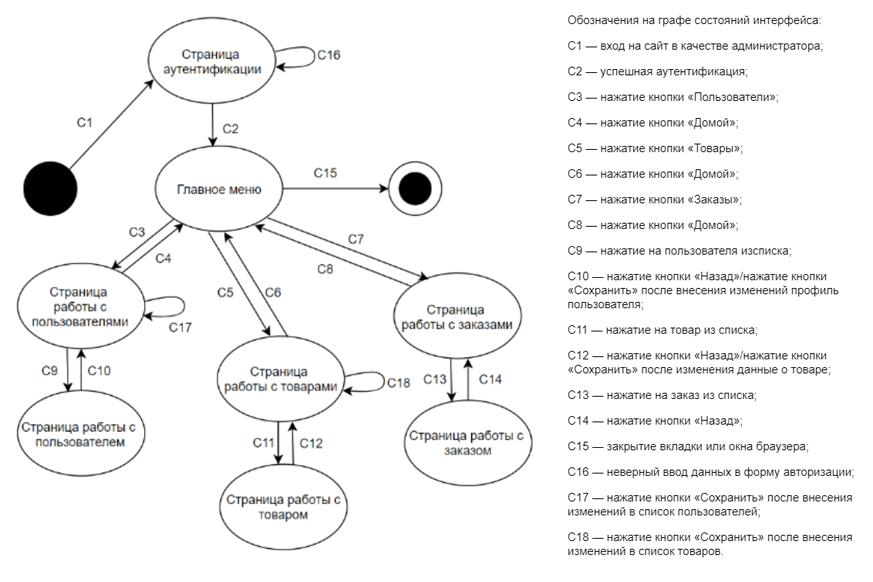 Страница
аутентификации
C16
C1
C2
Главное меню
C15
C3
C4
C7
C8
C5
C6
Страница
работы с
пользователями
C17
Страница
работы с заказами
C9
C10
Страница
работы с товарами
C18
C13
C14
Страница работы с
пользователем
C11
C12
Страница работы с
заказом
Страница работы с
товаром
Обозначения на графе состояний интерфейса:
C1 — вход на сайт в качестве администратора;
C2 — успешная аутентификация;
C3 — нажатие кнопки «Пользователи»;
C4 — нажатие кнопки «Домой»;
C5 — нажатие кнопки «Товары»;
C6 — нажатие кнопки «Домой»;
C7 — нажатие кнопки «Заказы»;
C8 — нажатие кнопки «Домой»;
C9 — нажатие на пользователя изсписка;
C10 — нажатие кнопки «Назад»/нажатие кнопки
«Сохранить» после внесения изменений профиль
пользователя;
C11 — нажатие на товар из списка;
C12 — нажатие кнопки «Назад»/нажатие кнопки
«Сохранить» после изменения данные о товаре;
C13 — нажатие на заказ из списка;
C14 — нажатие кнопки «Назад»;
C15 — закрытие вкладки или окна браузера;
C16 — неверный ввод данных в форму авторизации;
C17 — нажатие кнопки «Сохранить» после внесения
изменений в список пользователей;
C18 — нажатие кнопки «Сохранить» после внесения
изменений в список товаров.